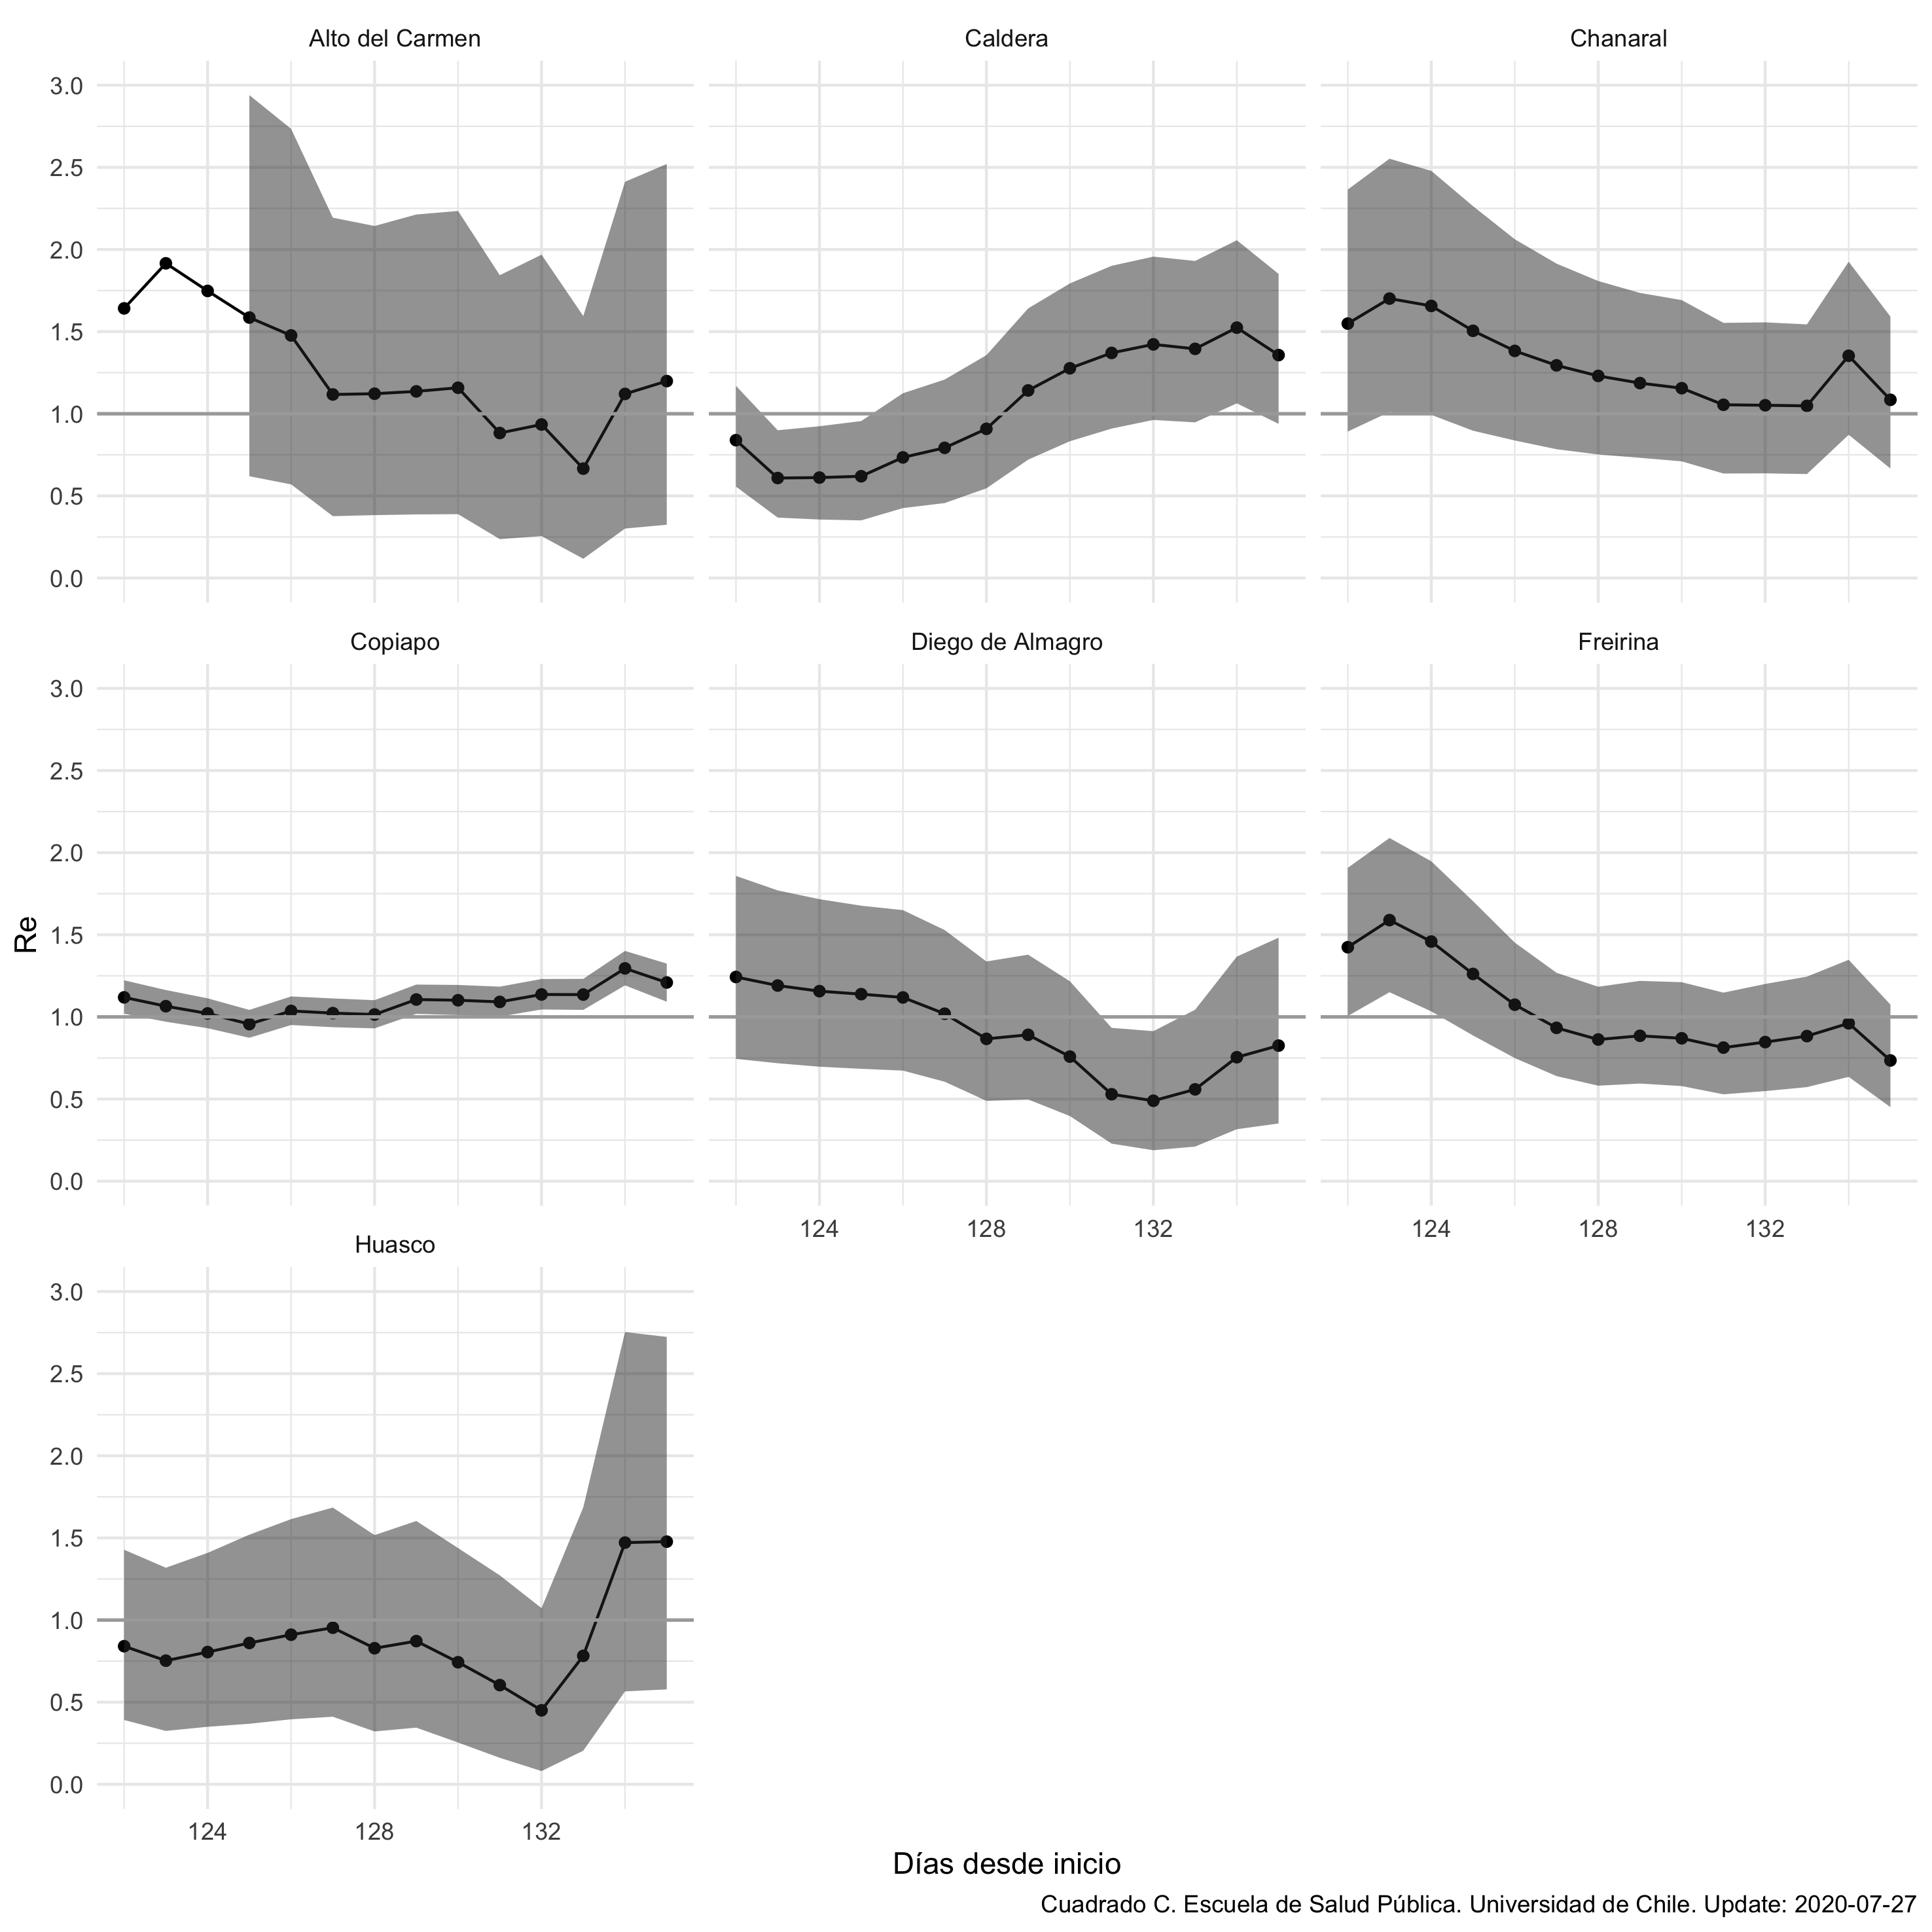 Alto del Carmen
Caldera
Chanaral
3.0
2.5
2.0
1.5
1.0
0.5
0.0
Copiapo
Diego de Almagro
Freirina
Re
3.0
2.5
2.0
1.5
1.0
0.5
0.0
124 128 132
124 128 132
Huasco
3.0
2.5
2.0
1.5
1.0
0.5
0.0
124 128 132
Días desde inicio
Cuadrado C. Escuela de Salud Pública. Universidad de Chile. Update: 2020-07-27